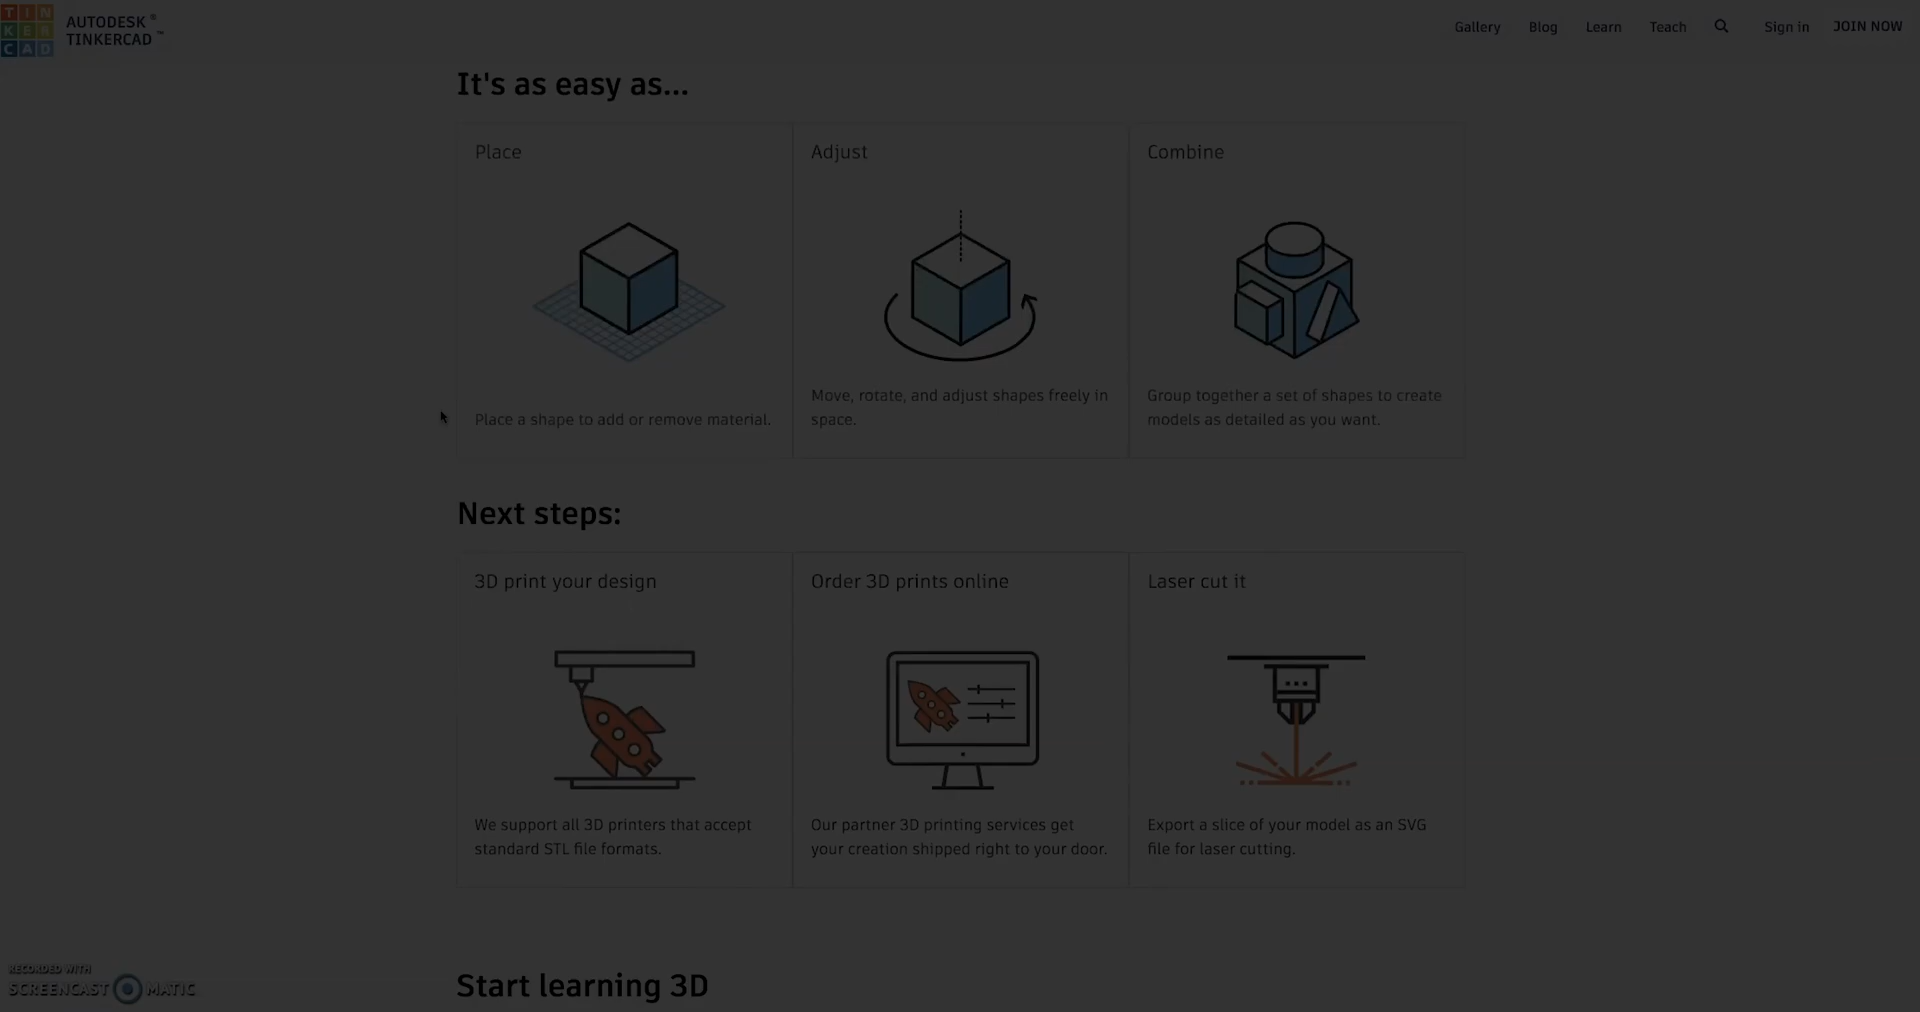 TIN
KER
CAD
AUTODESK®
TINKERCAD™
Gallery Blog Learn Teach Sign in JOIN NOW
It's as easy as...
Place
Adjust
Combine
Place a shape to add or remove material.
Move, rotate, and adjust shapes freely in
space.
Group together a set of shapes to create
models as detailed as you want.
Next steps:
3D print your design
Order 3D prints online
Laser cut it
We support all 3D printers that accept
standard STL file formats.
Our partner 3D printing services get
your creation shipped right to your door.
Export a slice of your model as an SVG
file for laser cutting.
RECORDED WITH
SCREENCAST MATIC
Start learning 3D